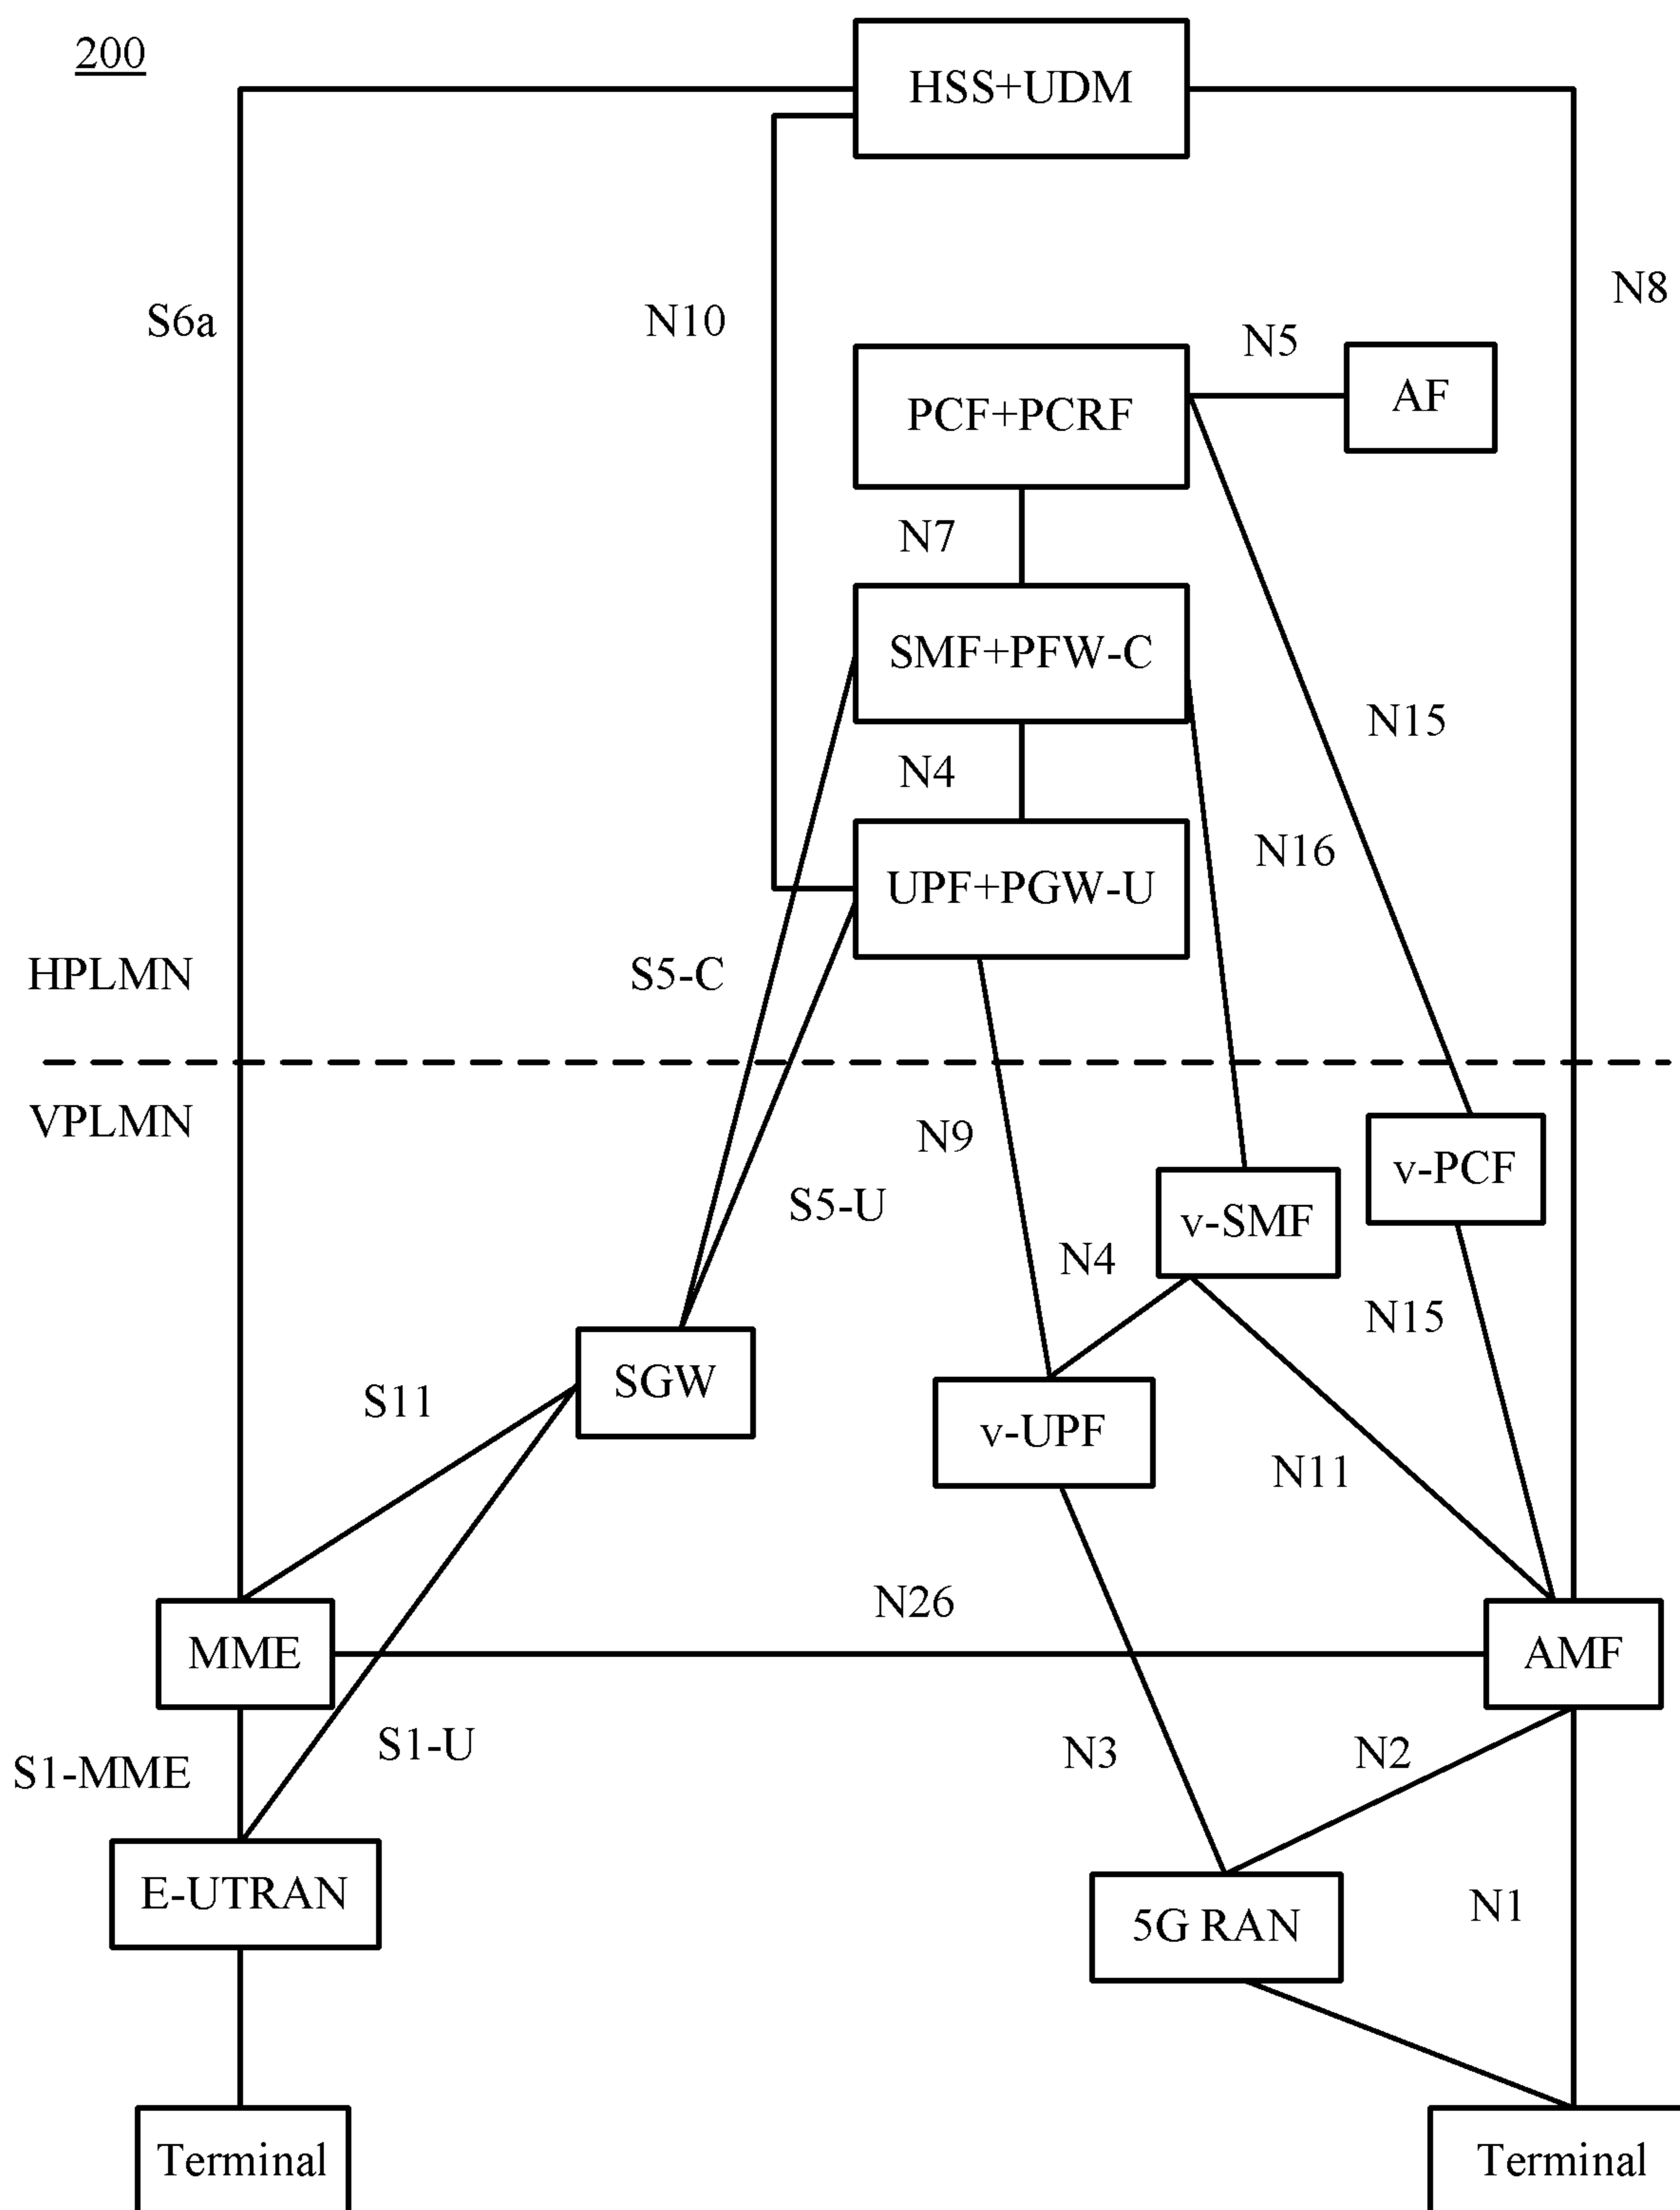 200
HSS+UDM
S6a
N10
N8
N5
AF
PCF+PCRF
N7
SMF+PFW-C
N15
N4
N16
UPF+PGW-U
HPLMN
S5-C
VPLMN
N9
v-PCF
S5-U
v-SMF
N4
N15
SGW
S11
v-UPF
N11
N26
MME
AMF
S1-U
S1-MME
N3
N2
E-UTRAN
N1
5G RAN
Terminal
Terminal